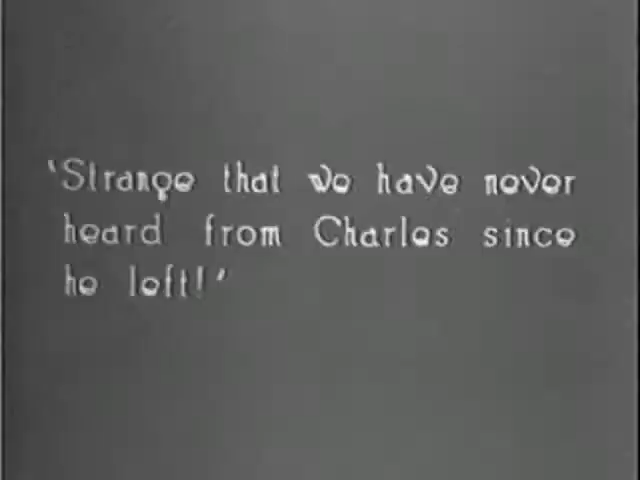 'Strange that we have never
heard from Charles since
he left!'